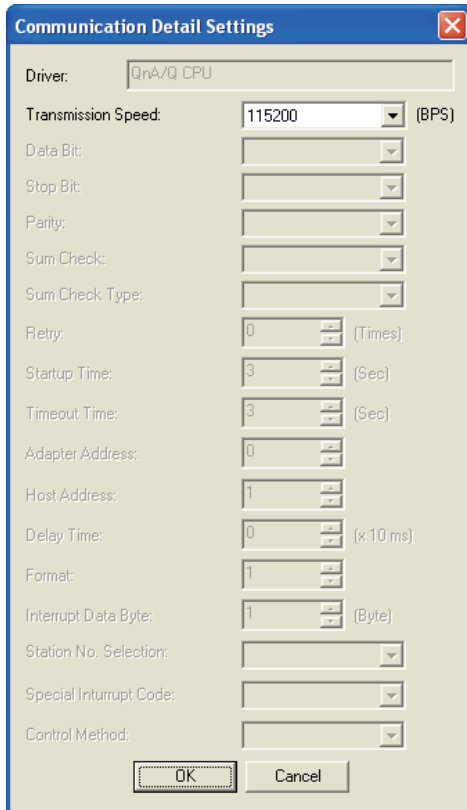 Communication Detail Settings
Driver: QnA/Q CPU
Transmission Speed: 115200 (BPS)
Data Bit:
Stop Bit:
Parity:
Sum Check:
Sum Check Type:
Retry: 0 (Times)
Startup Time: 3 (Sec)
Timeout Time: 3 (Sec)
Adapter Address: 0
Host Address: 1
Delay Time: 0 (x 10 ms)
Format: 1
Interrupt Data Byte: 1 (Byte)
Station No. Selection:
Special Inturrupt Code:
Control Method:
OK Cancel